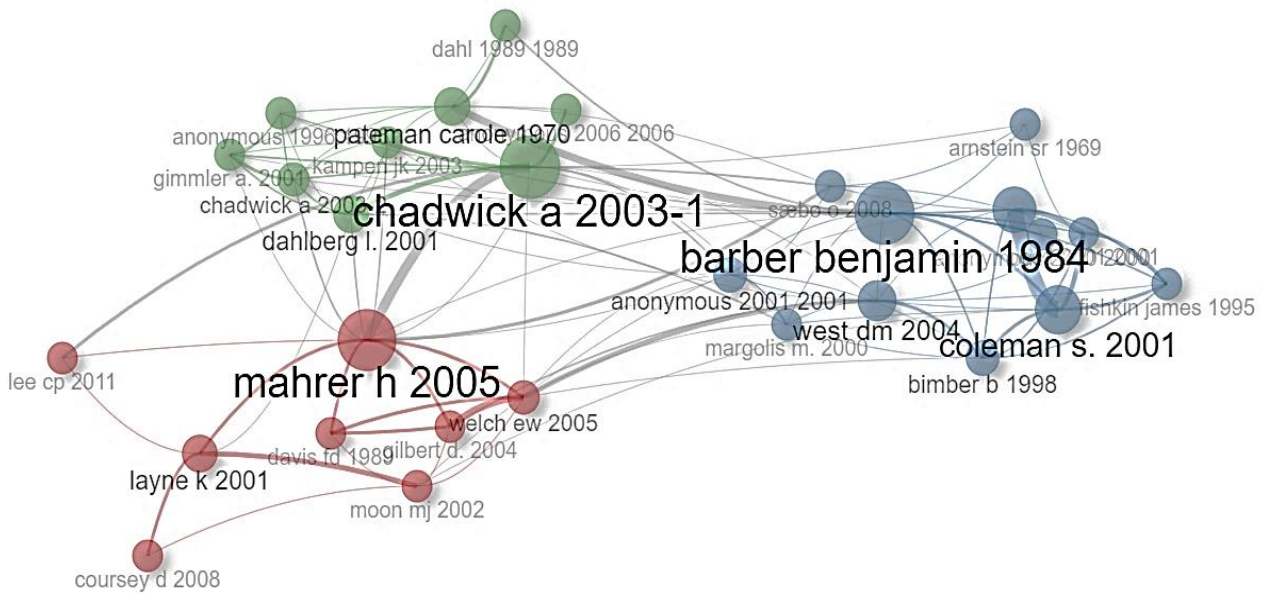 dahl 1989 1989
anonymous 1996
pateman carole 1970
2006 2006
kampen jk 2003
gimmler a. 2001
chadwick a 2002
chadwick a 2003-1
dahlberg l. 2001
arnstein sr 1969
sæbø o 2008
barber benjamin 1984
anonymous 2001 2001
fishkin james 1995
west dm 2004
margolis m. 2000
coleman s. 2001
bimber b 1998
lee cp 2011
mahrer h 2005
welch ew 2005
davis fd 1989
gilbert d. 2004
layne k 2001
moon mj 2002
coursey d 2008